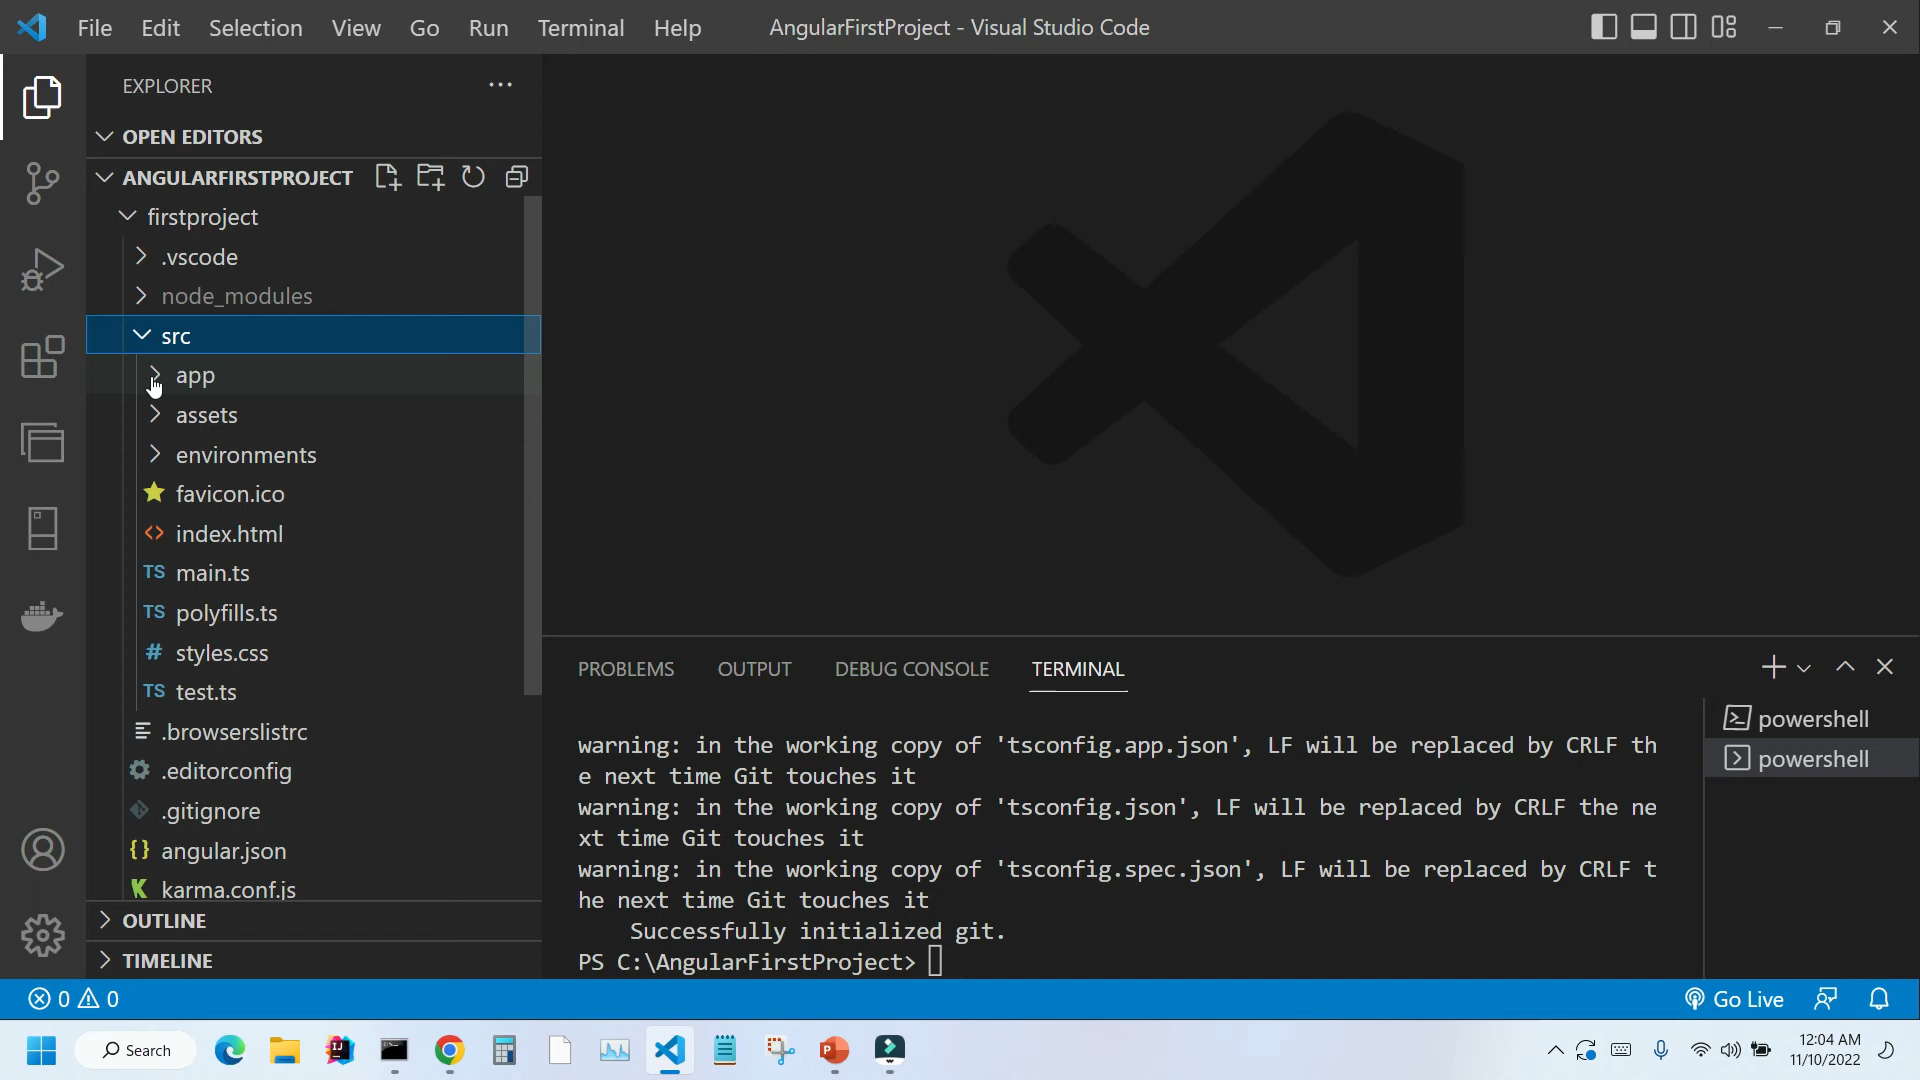 File Edit Selection View Go Run Terminal Help
AngularFirstProject - Visual Studio Code
EXPLORER
OPEN EDITORS
ANGULARFIRSTPROJECT
firstproject
.vscode
node_modules
src
app
assets
environments
favicon.ico
index.html
TS main.ts
TS polyfills.ts
# styles.css
TS test.ts
.browserslistrc
.editorconfig
.gitignore
{} angular.json
karma.conf.js
OUTLINE
TIMELINE
PROBLEMS OUTPUT DEBUG CONSOLE TERMINAL
warning: in the working copy of 'tsconfig.app.json', LF will be replaced by CRLF th
e next time Git touches it
warning: in the working copy of 'tsconfig.json', LF will be replaced by CRLF the ne
xt time Git touches it
warning: in the working copy of 'tsconfig.spec.json', LF will be replaced by CRLF t
he next time Git touches it
Successfully initialized git.
PS C:\AngularFirstProject>
powershell
powershell
0 0
Go Live
Search
12:04 AM
11/10/2022